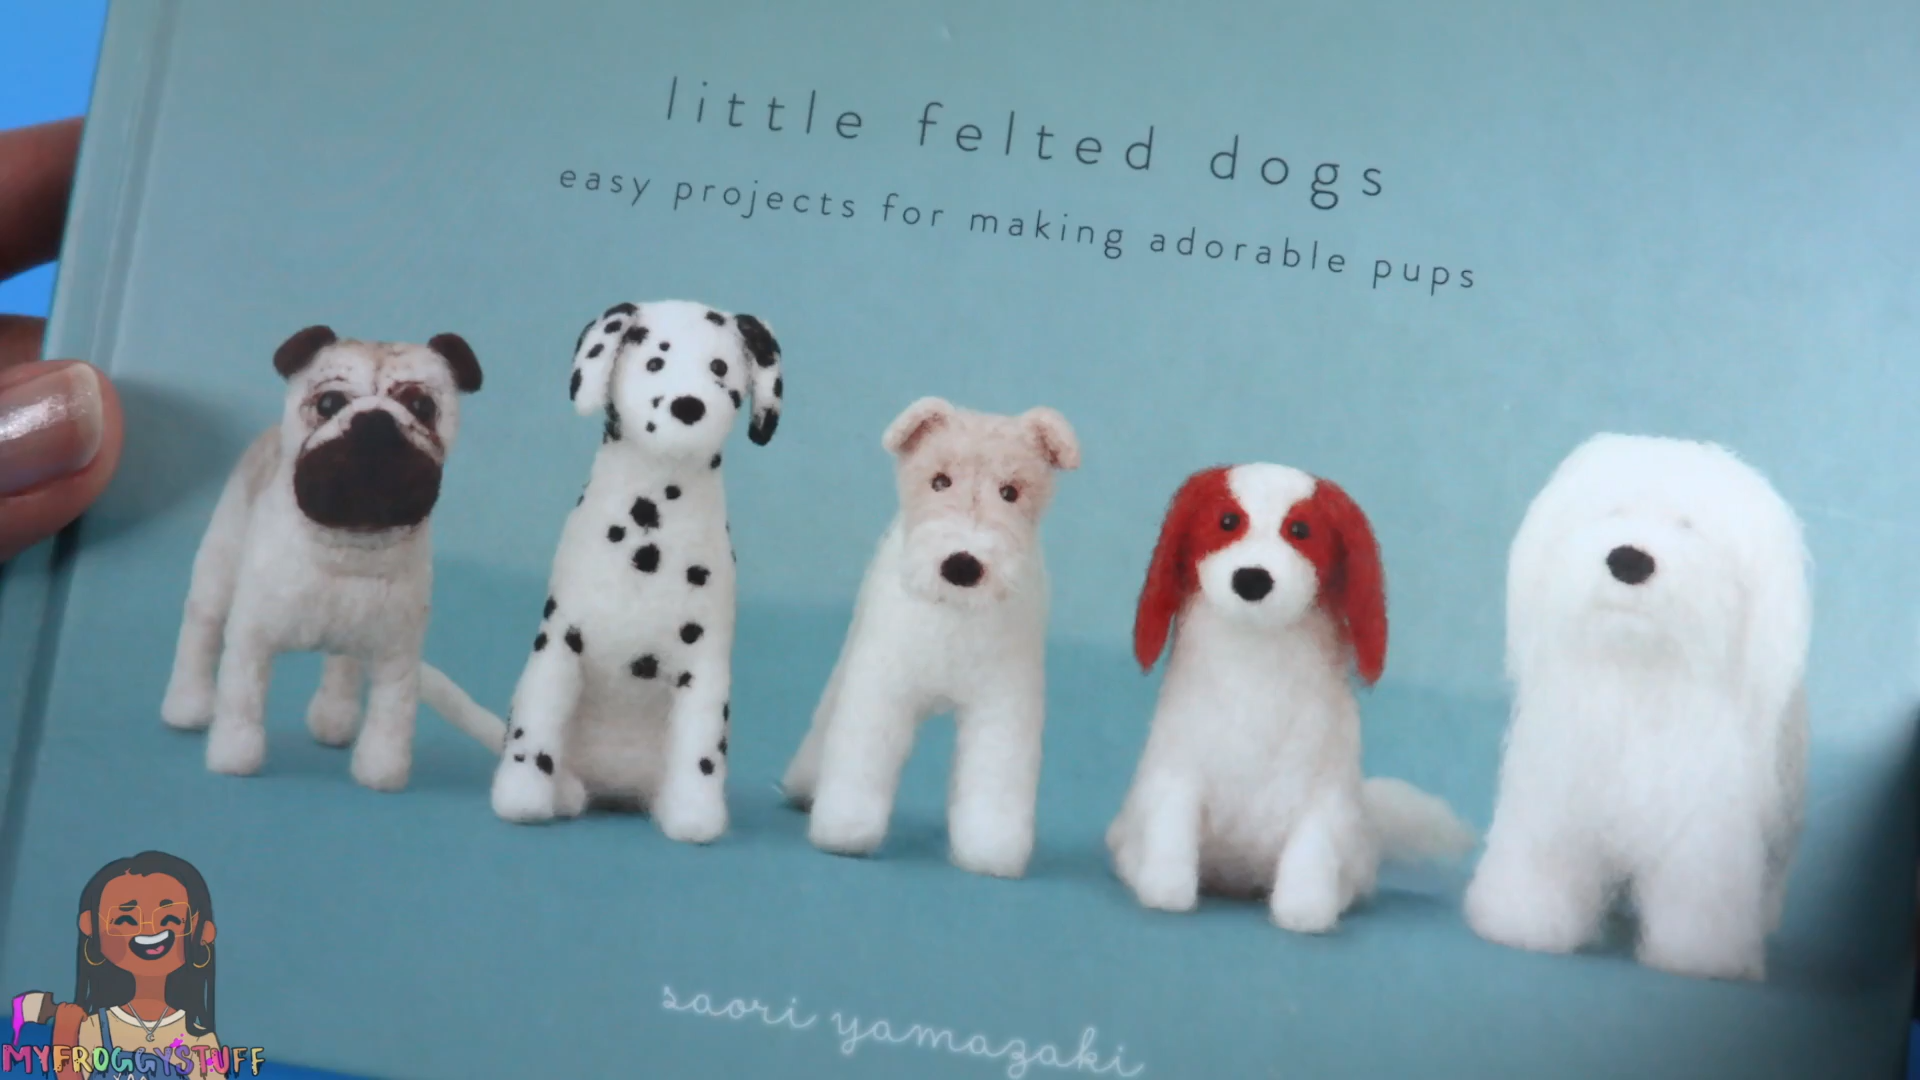 little felted dogs
easy projects for making adorable pups
saori yamazaki
MYFROGGYSTUFF